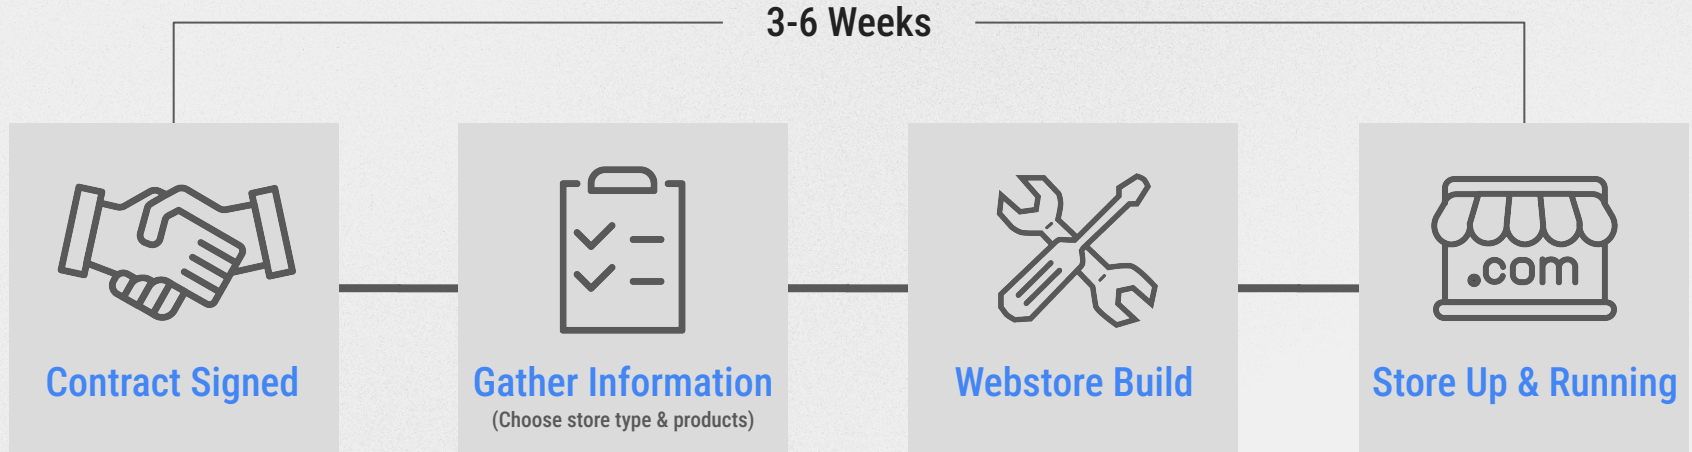 3-6 Weeks
.com
Contract Signed
Gather Information
(Choose store type & products)
Webstore Build
Store Up & Running